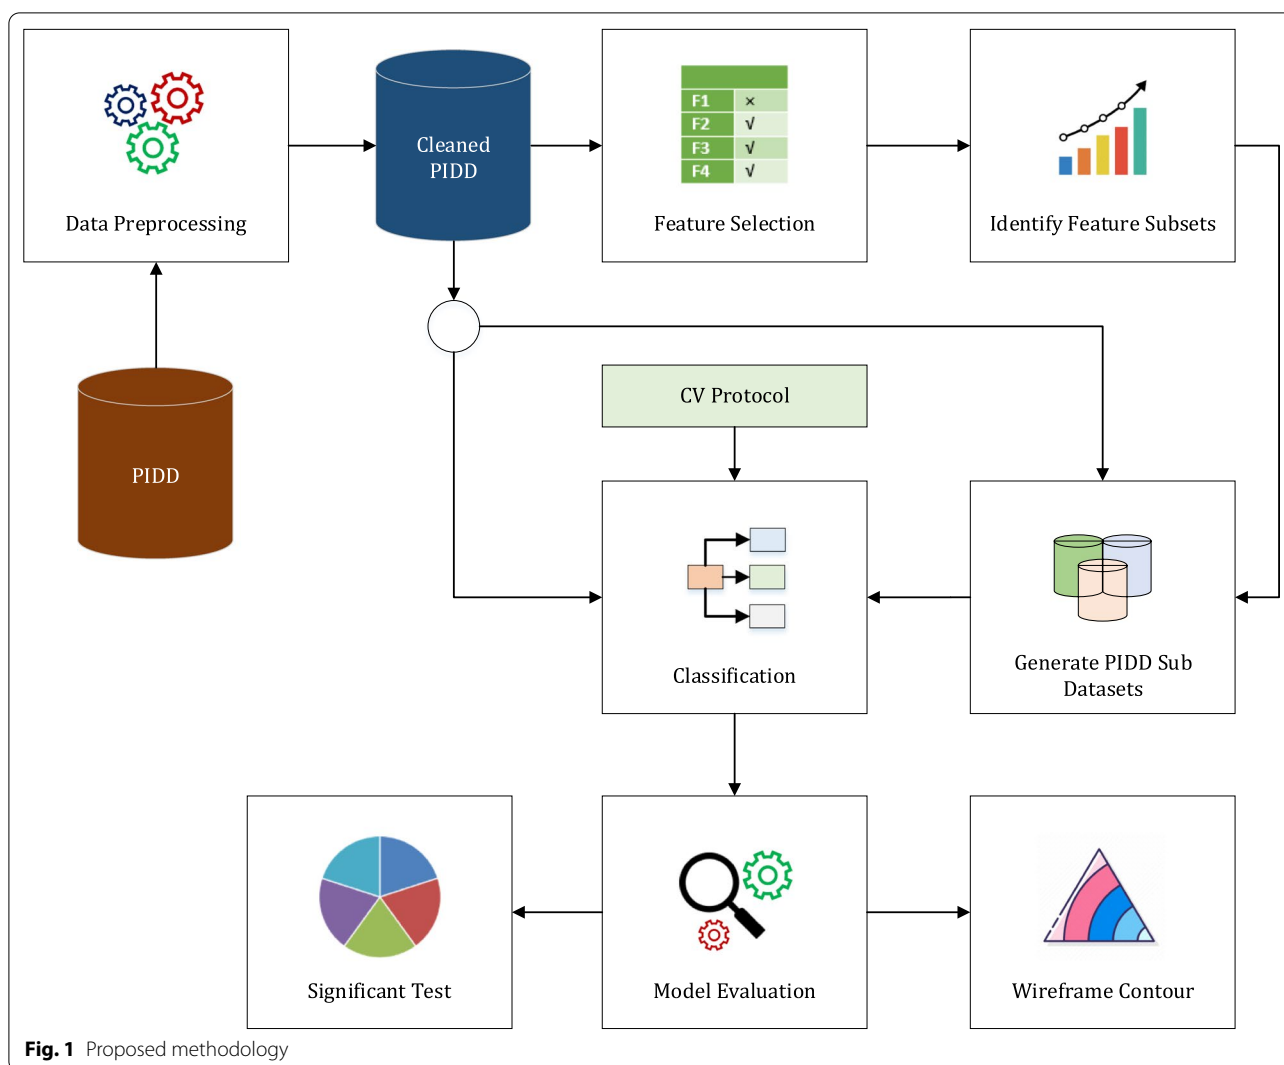 Data Preprocessing
Cleaned
PIDD
F1 ×
F2 √
F3 √
F4 √
Feature Selection
Identify Feature Subsets
PIDD
CV Protocol
Classification
Generate PIDD Sub
Datasets
Significant Test
Model Evaluation
Wireframe Contour
Fig. 1 Proposed methodology